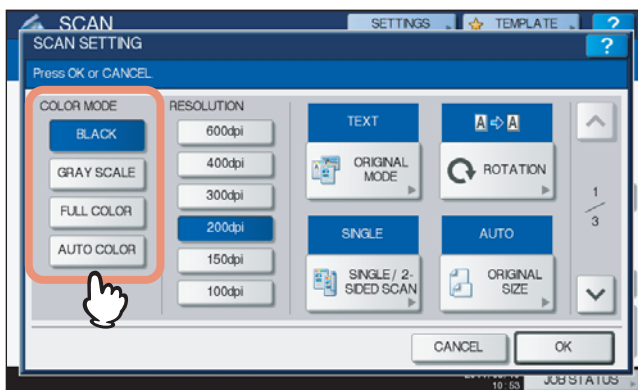 SCAN
SETTINGS
TEMPLATE
?
SCAN SETTING
?
Press OK or CANCEL
COLOR MODE
BLACK
GRAY SCALE
FULL COLOR
AUTO COLOR
RESOLUTION
600dpi
400dpi
300dpi
200dpi
150dpi
100dpi
TEXT
ORIGINAL
MODE
A A
ROTATION
SINGLE
SINGLE / 2-
SIDED SCAN
AUTO
ORIGINAL
SIZE
1
3
CANCEL
OK
10:53
JOB STATUS